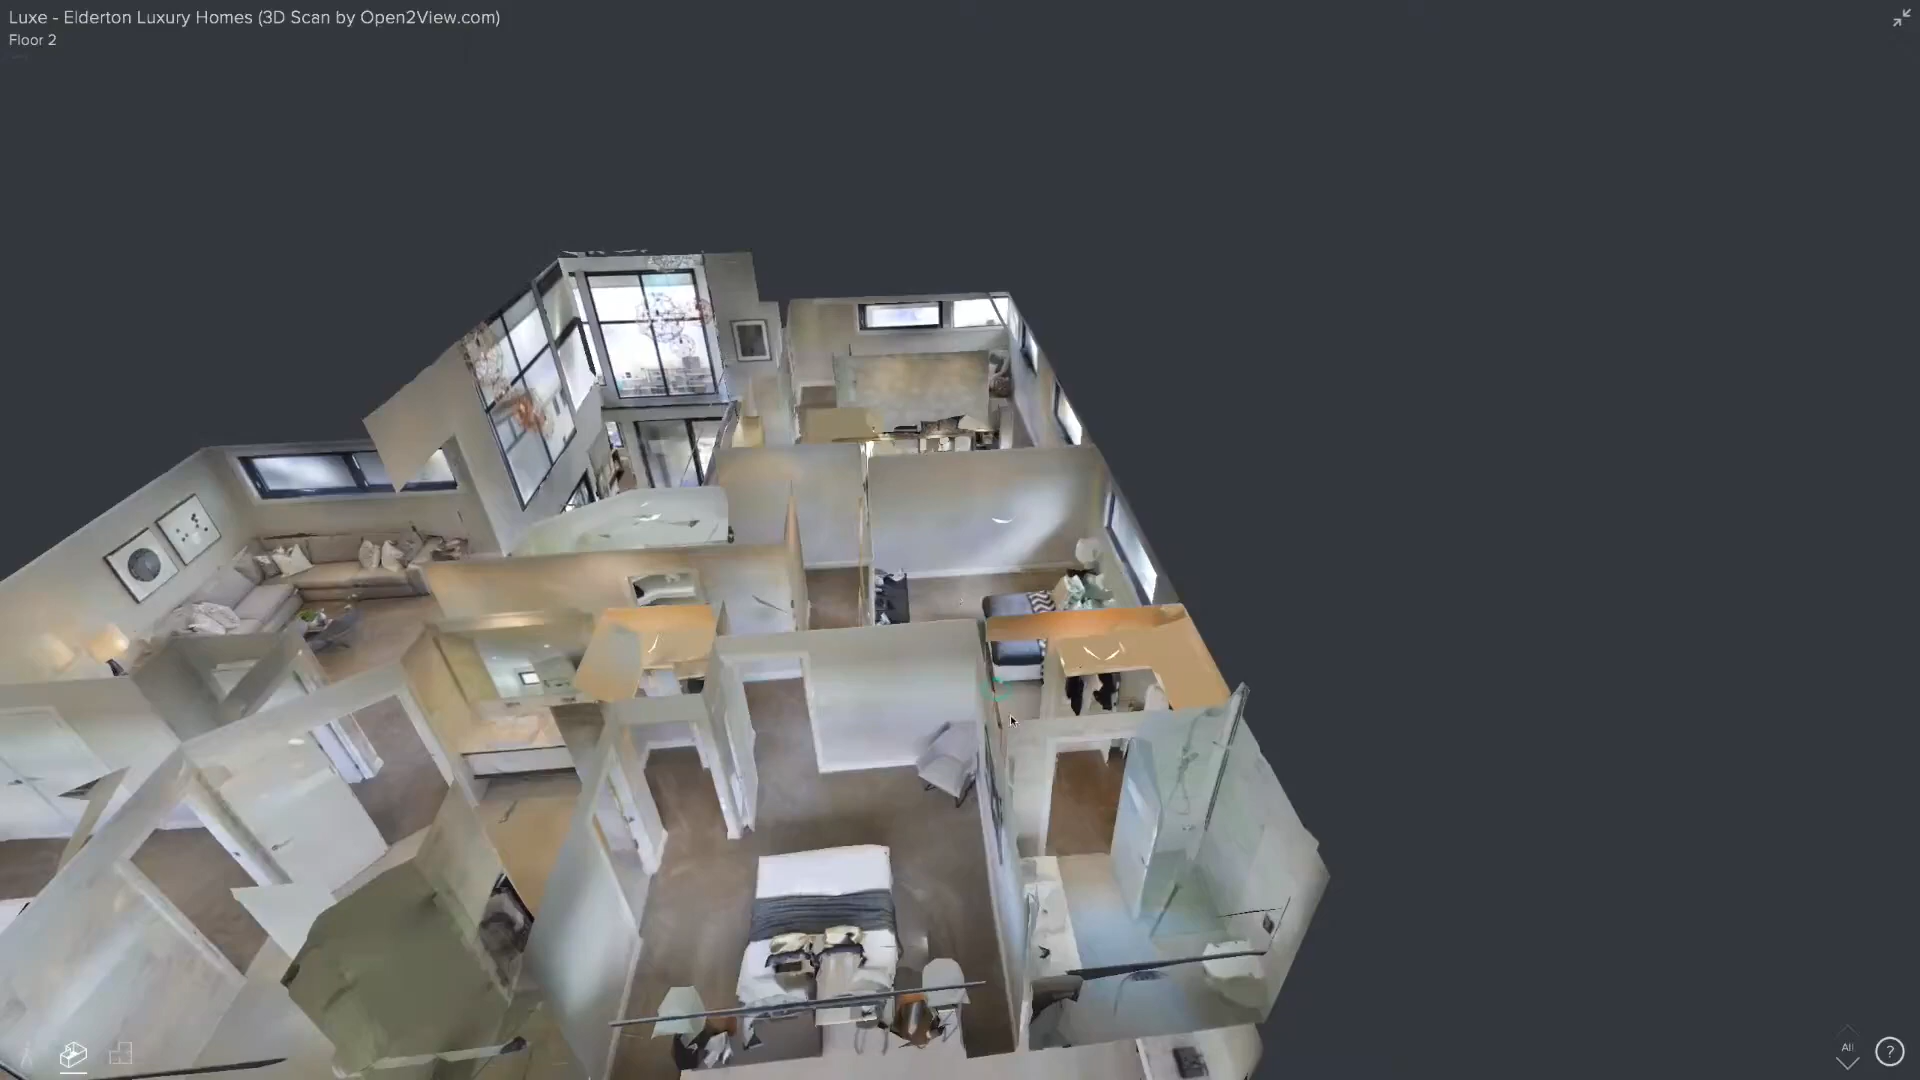 Luxe - Elderton Luxury Homes (3D Scan by Open2View.com)
Floor 2
All
?